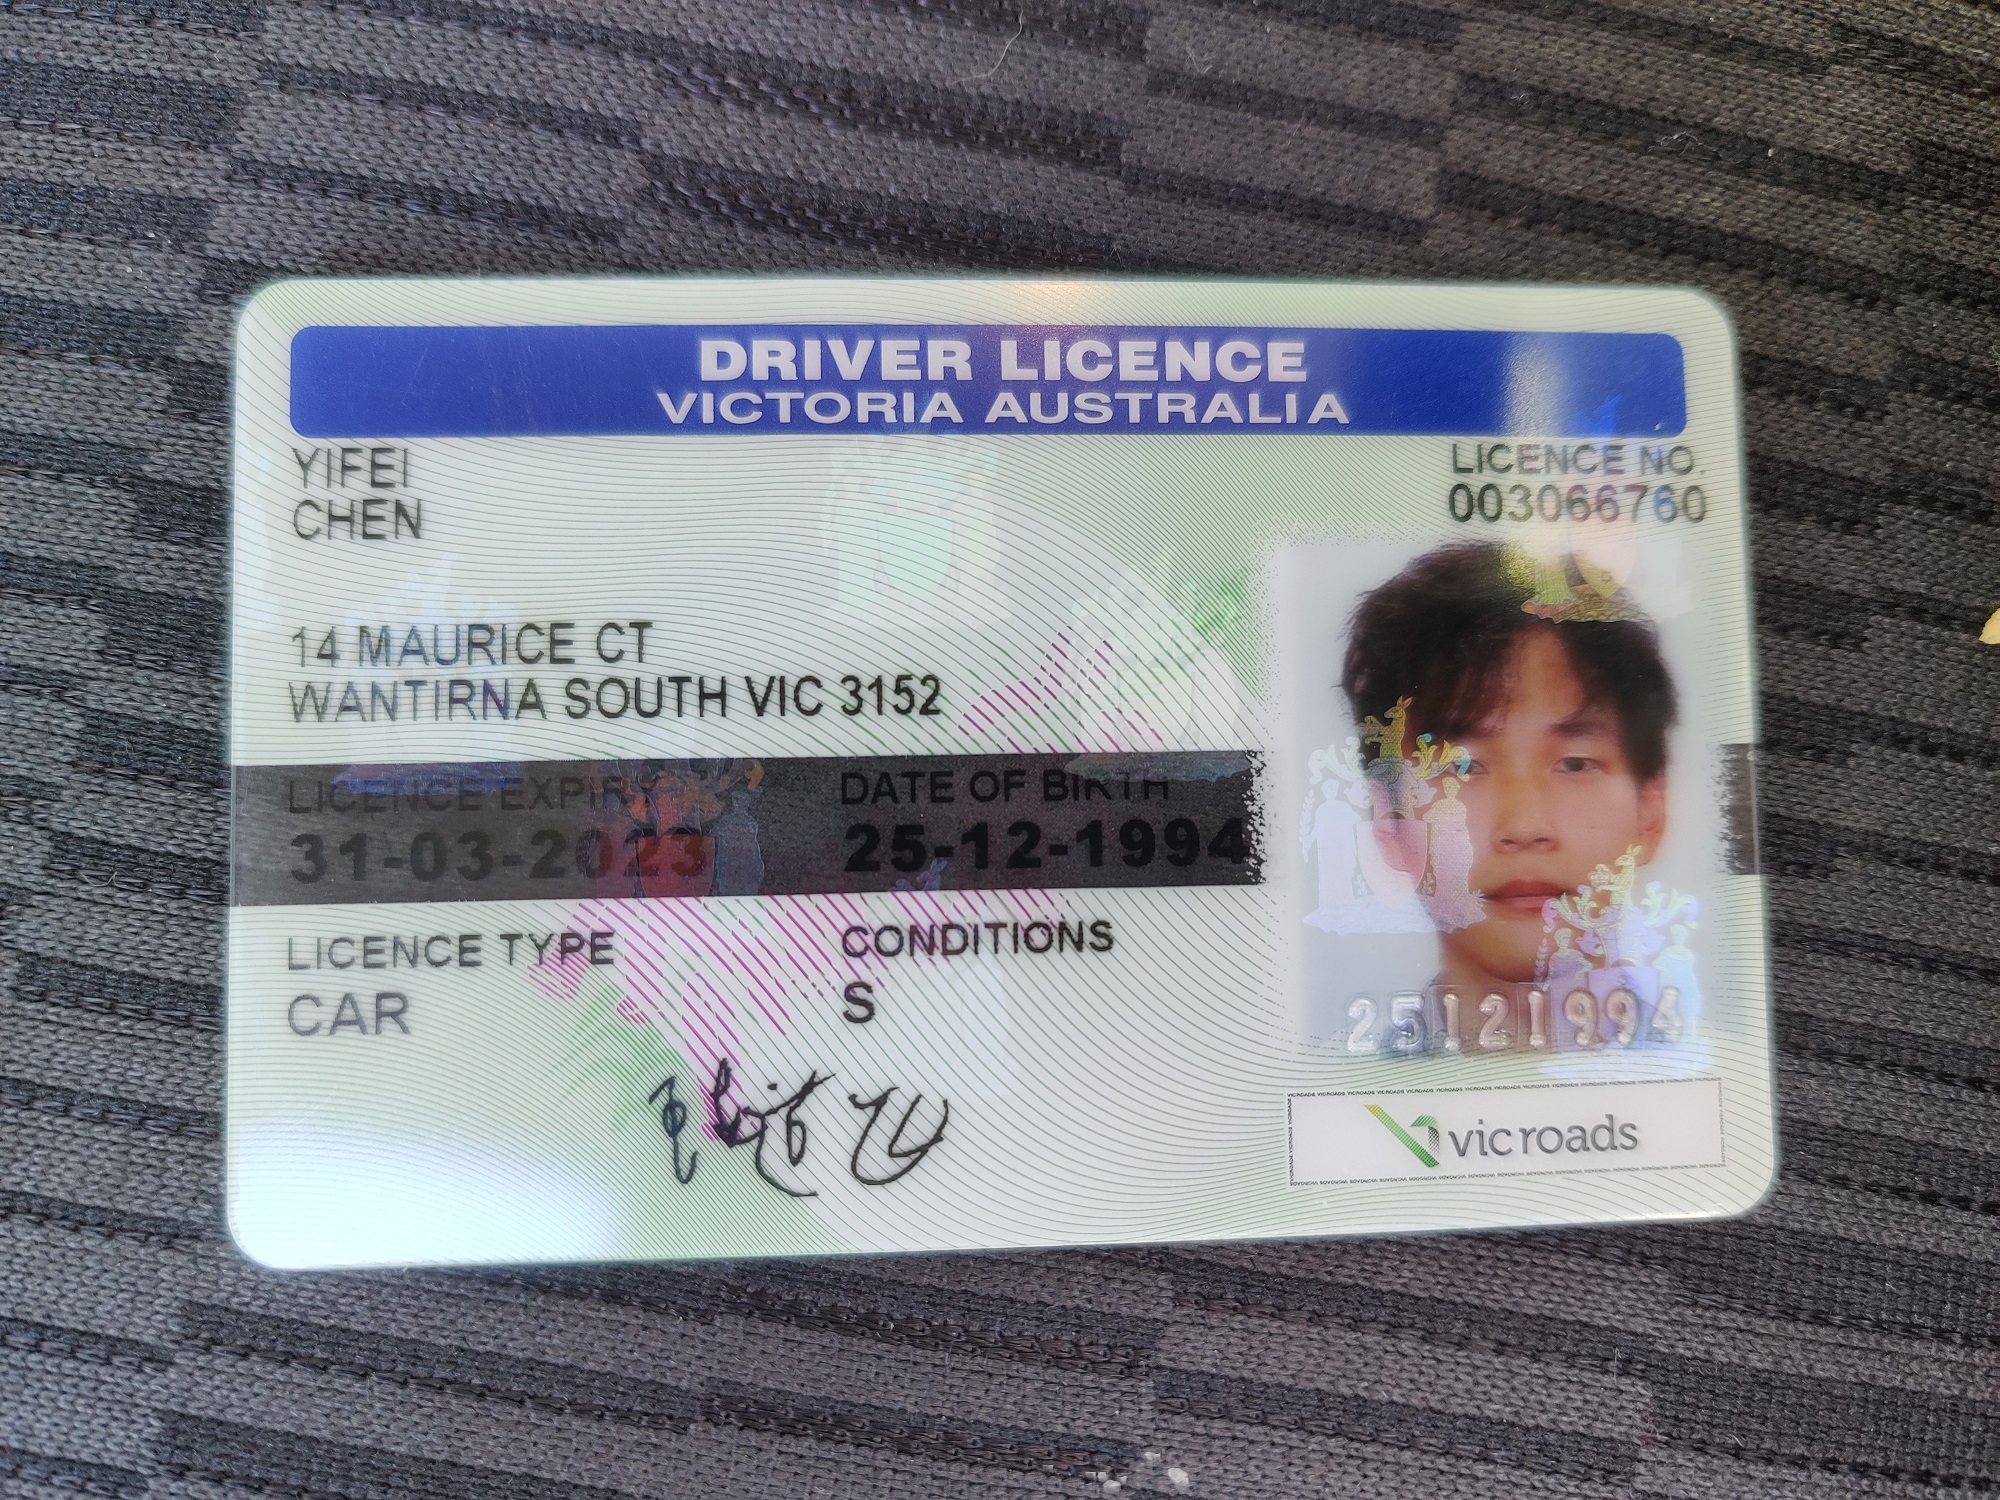 DRIVER LICENCE
VICTORIA AUSTRALIA
YIFEI
CHEN
LICENCE NO.
003066760
14 MAURICE CT
WANTIRNA SOUTH VIC 3152
LICENCE EXPIRY
31-03-2023
DATE OF BIRTH
25-12-1994
LICENCE TYPE
CAR
CONDITIONS
S
25121994
vicroads